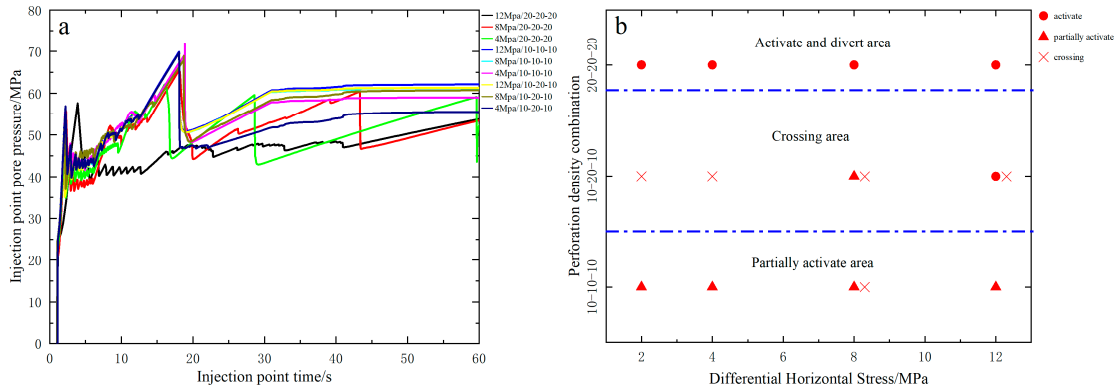 a
12Mpa/20-20-20
8Mpa/20-20-20
4Mpa/20-20-20
12Mpa/10-10-10
8Mpa/10-10-10
4Mpa/10-10-10
12Mpa/10-20-10
8Mpa/10-20-10
4Mpa/10-20-10
Injection point pore pressure/MPa
80
70
60
50
40
30
20
10
0
0 10 20 30 40 50 60
Injection point time/s
b
activate
partially activate
crossing
Perforation density combination
20-20-20
10-20-10
10-10-10
Activate and divert area
Crossing area
Partially activate area
2 4 6 8 10 12
Differential Horizontal Stress/MPa